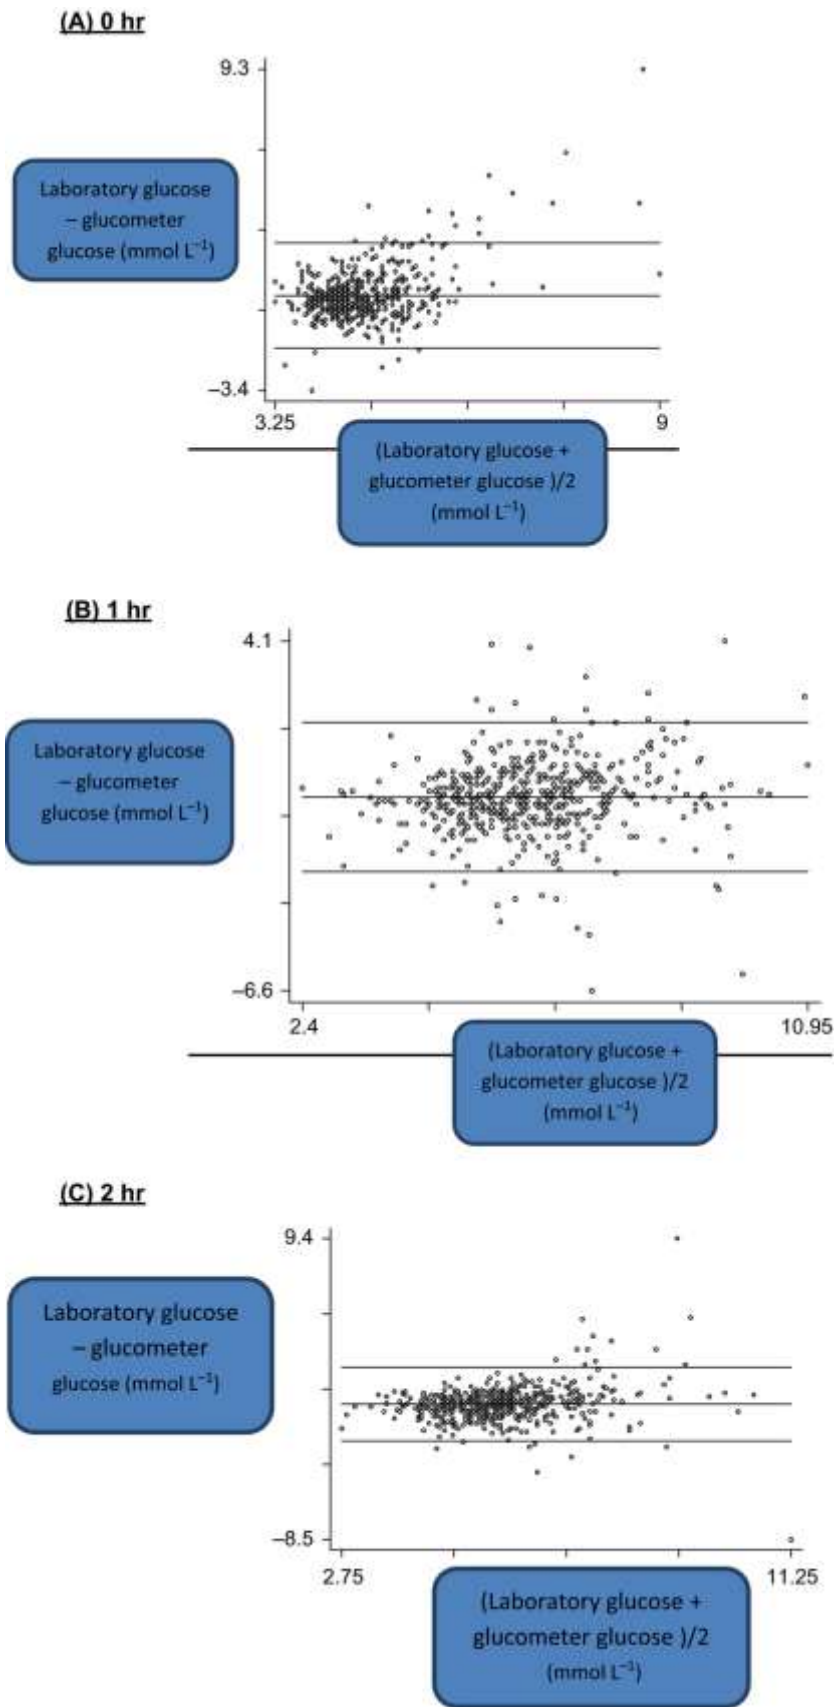 (A) 0 hr
9.3
Laboratory glucose
– glucometer
glucose (mmol L⁻¹)
–3.4
3.25
9
(Laboratory glucose +
glucometer glucose )/2
(mmol L⁻¹)
(B) 1 hr
4.1
Laboratory glucose
– glucometer
glucose (mmol L⁻¹)
–6.6
2.4
10.95
(Laboratory glucose +
glucometer glucose )/2
(mmol L⁻¹)
(C) 2 hr
9.4
Laboratory glucose
– glucometer
glucose (mmol L⁻¹)
–8.5
2.75
11.25
(Laboratory glucose +
glucometer glucose )/2
(mmol L⁻¹)